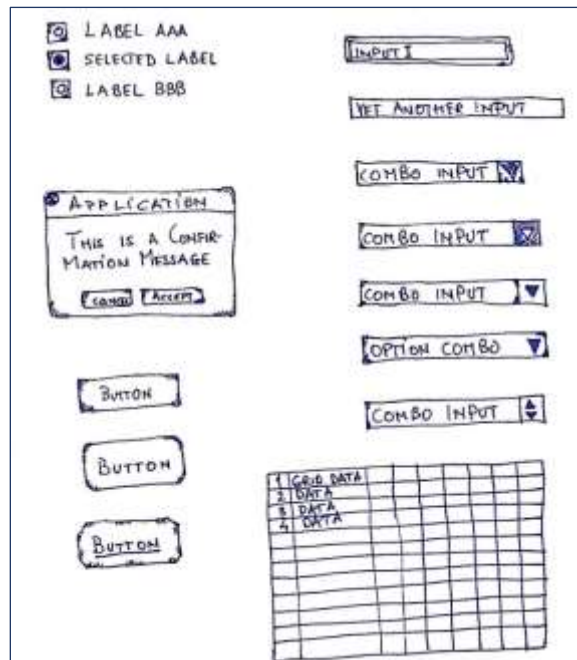 LABEL AAA
SELECTED LABEL
LABEL BBB
INPUT
YET ANOTHER INPUT
COMBO INPUT
COMBO INPUT
COMBO INPUT
OPTION COMBO
COMBO INPUT
APPLICATION
THIS IS A CONFIR-
MATION MESSAGE
CANCEL ACCEPT
BUTTON
BUTTON
BUTTON
1 GRID DATA
2 DATA
3 DATA
4 DATA